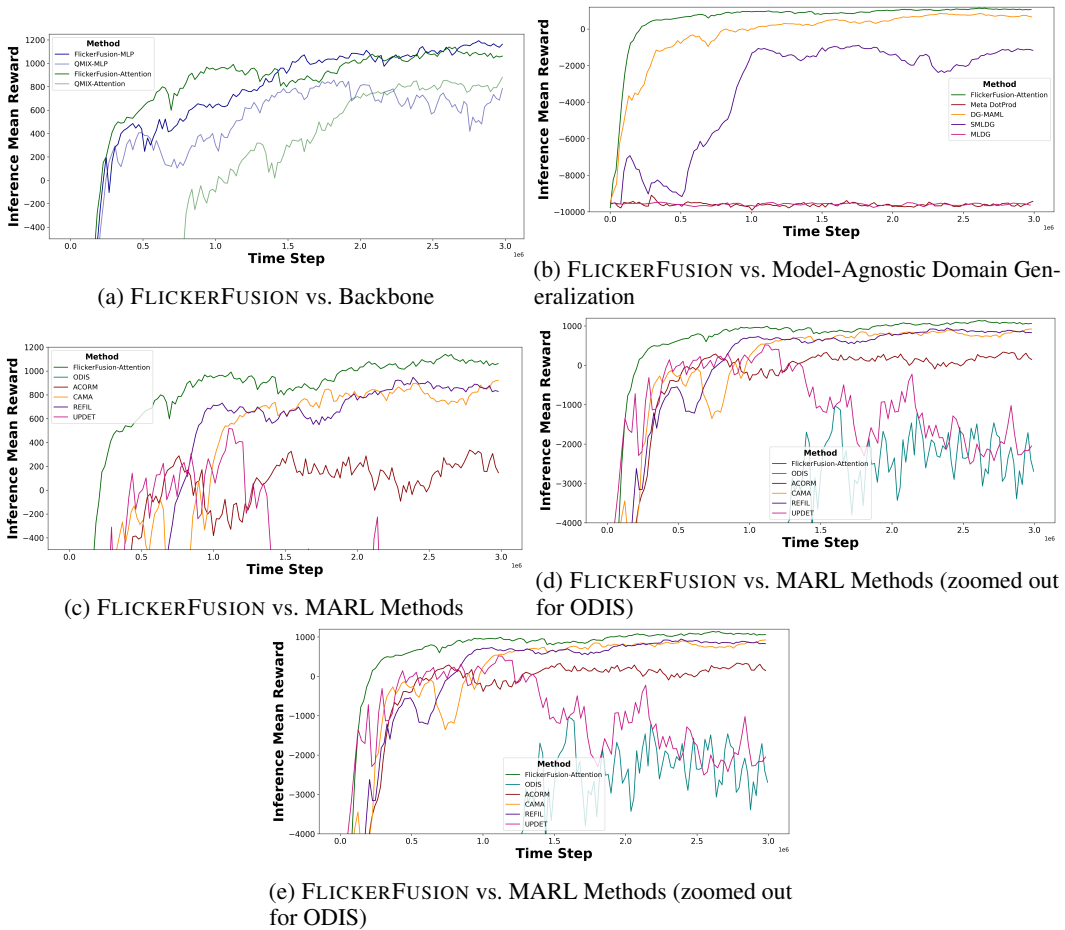 Inference Mean Reward
1200
1000
800
600
400
200
0
−200
−400
Method
FlickerFusion-MLP
QMIX-MLP
FlickerFusion-Attention
QMIX-Attention
0.0 0.5 1.0 1.5 2.0 2.5 3.0
1e6
Time Step
(a) FLICKERFUSION vs. Backbone
Inference Mean Reward
0
−2000
−4000
−6000
−8000
−10000
Method
FlickerFusion-Attention
Meta DotProd
DG-MAML
SMLDG
MLDG
0.0 0.5 1.0 1.5 2.0 2.5 3.0
1e6
Time Step
(b) FLICKERFUSION vs. Model-Agnostic Domain Gen-
eralization
Inference Mean Reward
1200
1000
800
600
400
200
0
−200
−400
Method
FlickerFusion-Attention
ODIS
ACORM
CAMA
REFIL
UPDET
0.0 0.5 1.0 1.5 2.0 2.5 3.0
1e6
Time Step
(c) FLICKERFUSION vs. MARL Methods
Inference Mean Reward
1000
0
−1000
−2000
−3000
−4000
Method
FlickerFusion-Attention
ODIS
ACORM
CAMA
REFIL
UPDET
0.0 0.5 1.0 1.5 2.0 2.5 3.0
1e6
Time Step
(d) FLICKERFUSION vs. MARL Methods (zoomed out
for ODIS)
Inference Mean Reward
1000
0
−1000
−2000
−3000
−4000
Method
FlickerFusion-Attention
ODIS
ACORM
CAMA
REFIL
UPDET
0.0 0.5 1.0 1.5 2.0 2.5 3.0
1e6
Time Step
(e) FLICKERFUSION vs. MARL Methods (zoomed out
for ODIS)